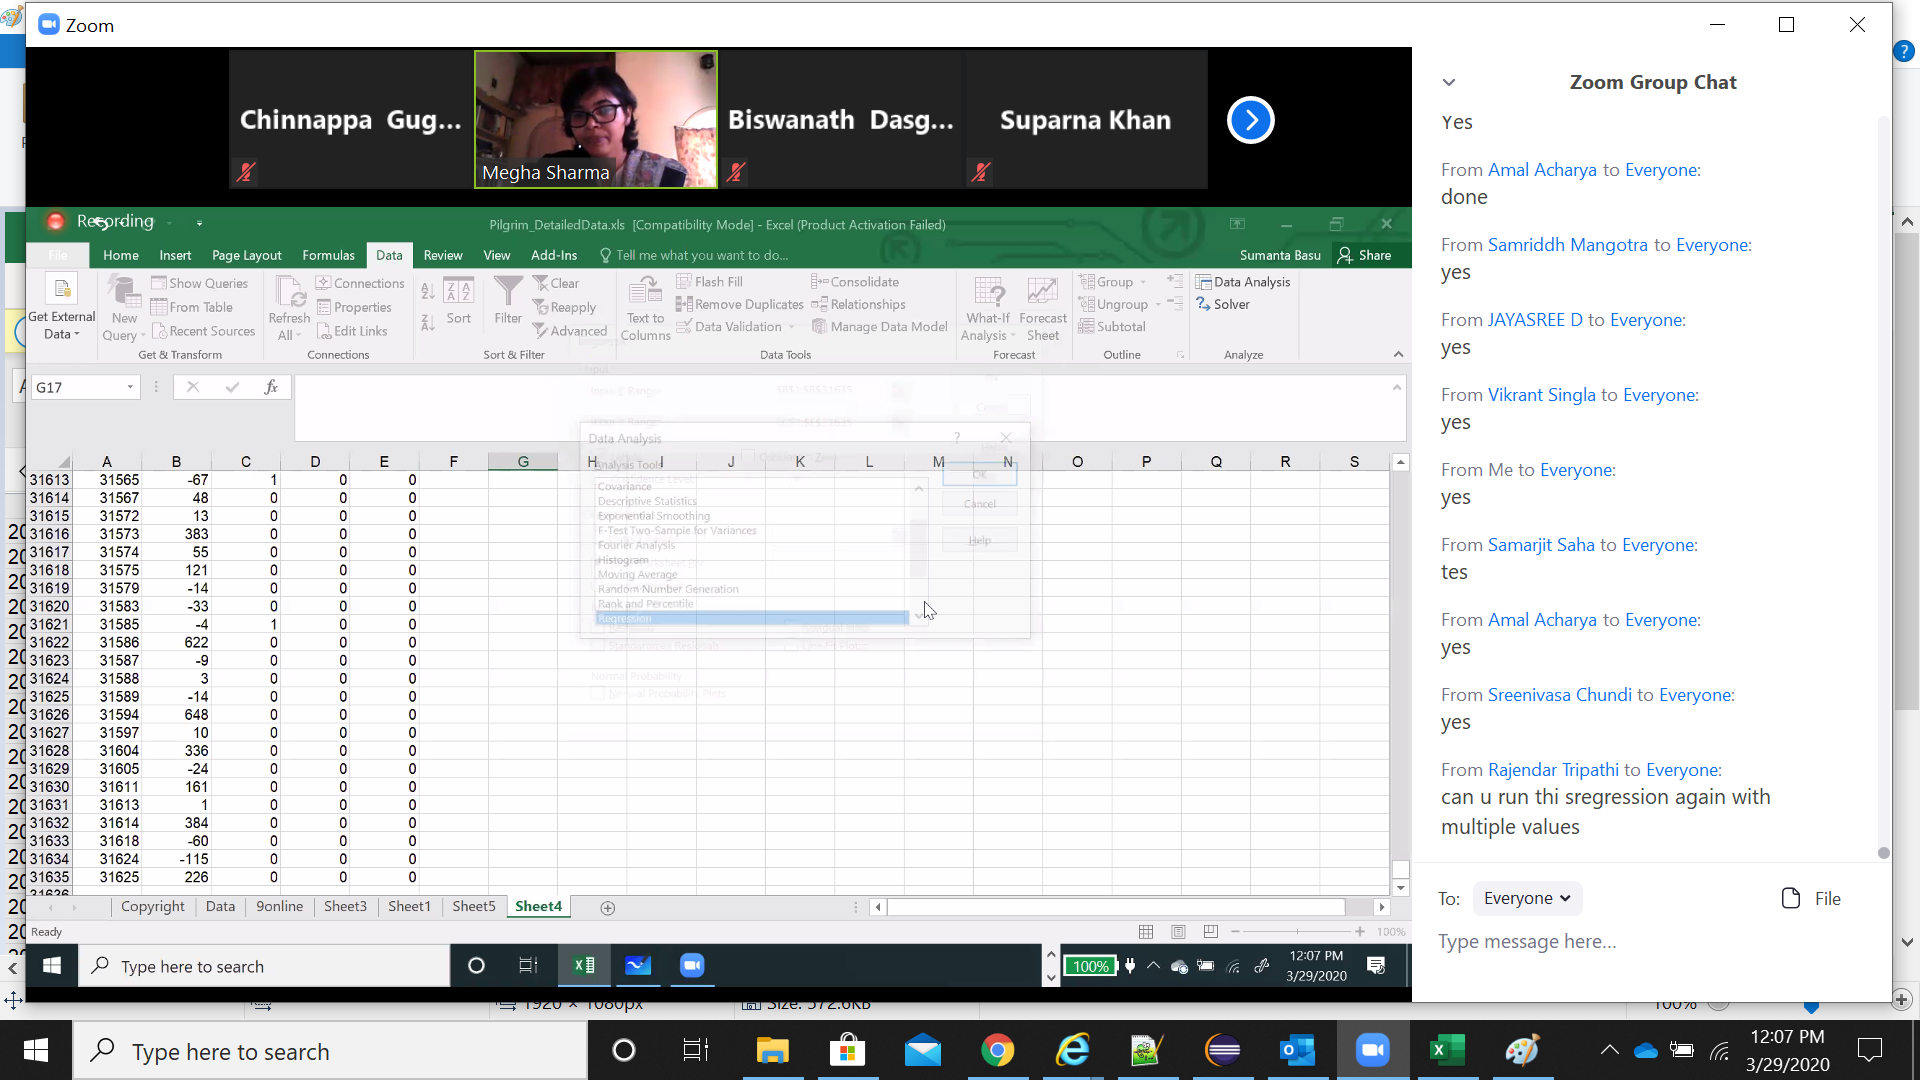 Zoom
Chinnappa Gug...
Megha Sharma
Biswanath Dasg...
Suparna Khan
Recording
Pilgrim_DetailedData.xls [Compatibility Mode] - Excel (Product Activation Failed)
File Home Insert Page Layout Formulas Data Review View Add-Ins Tell me what you want to do... Sumanta Basu Share
Get External Data
New Query
Show Queries
From Table
Recent Sources
Get & Transform
Refresh All
Connections
Properties
Edit Links
Connections
Sort
Filter
Clear
Reapply
Advanced
Sort & Filter
Text to Columns
Flash Fill
Remove Duplicates
Data Validation
Consolidate
Relationships
Manage Data Model
Data Tools
What-If Analysis
Forecast Sheet
Forecast
Group
Ungroup
Subtotal
Outline
Data Analysis
Solver
Analyze
G17
fx
A B C D E F G H I J K L M N O P Q R S
31613 31565 -67 1 0 0
31614 31567 48 0 0 0
31615 31572 13 0 0 0
31616 31573 383 0 0 0
31617 31574 55 0 0 0
31618 31575 121 0 0 0
31619 31579 -14 0 0 0
31620 31583 -33 0 0 0
31621 31585 -4 1 0 0
31622 31586 622 0 0 0
31623 31587 -9 0 0 0
31624 31588 3 0 0 0
31625 31589 -14 0 0 0
31626 31594 648 0 0 0
31627 31597 10 0 0 0
31628 31604 336 0 0 0
31629 31605 -24 0 0 0
31630 31611 161 0 0 0
31631 31613 1 0 0 0
31632 31614 384 0 0 0
31633 31618 -60 0 0 0
31634 31624 -115 0 0 0
31635 31625 226 0 0 0
Data Analysis
Analysis Tools
Covariance
Descriptive Statistics
Exponential Smoothing
F-Test Two-Sample for Variances
Fourier Analysis
Histogram
Moving Average
Random Number Generation
Rank and Percentile
Regression
OK
Cancel
Help
Normal Probability
Normal Probability Plots
Copyright Data 9online Sheet3 Sheet1 Sheet5 Sheet4
Ready
100%
Type here to search
100%
12:07 PM
3/29/2020
Zoom Group Chat
Yes
From Amal Acharya to Everyone:
done
From Samriddh Mangotra to Everyone:
yes
From JAYASREE D to Everyone:
yes
From Vikrant Singla to Everyone:
yes
From Me to Everyone:
yes
From Samarjit Saha to Everyone:
tes
From Amal Acharya to Everyone:
yes
From Sreenivasa Chundi to Everyone:
yes
From Rajendar Tripathi to Everyone:
can u run thi sregression again with
multiple values
To: Everyone File
Type message here...
1920 × 1080px
Size: 572.6KB
100%
Type here to search
12:07 PM
3/29/2020